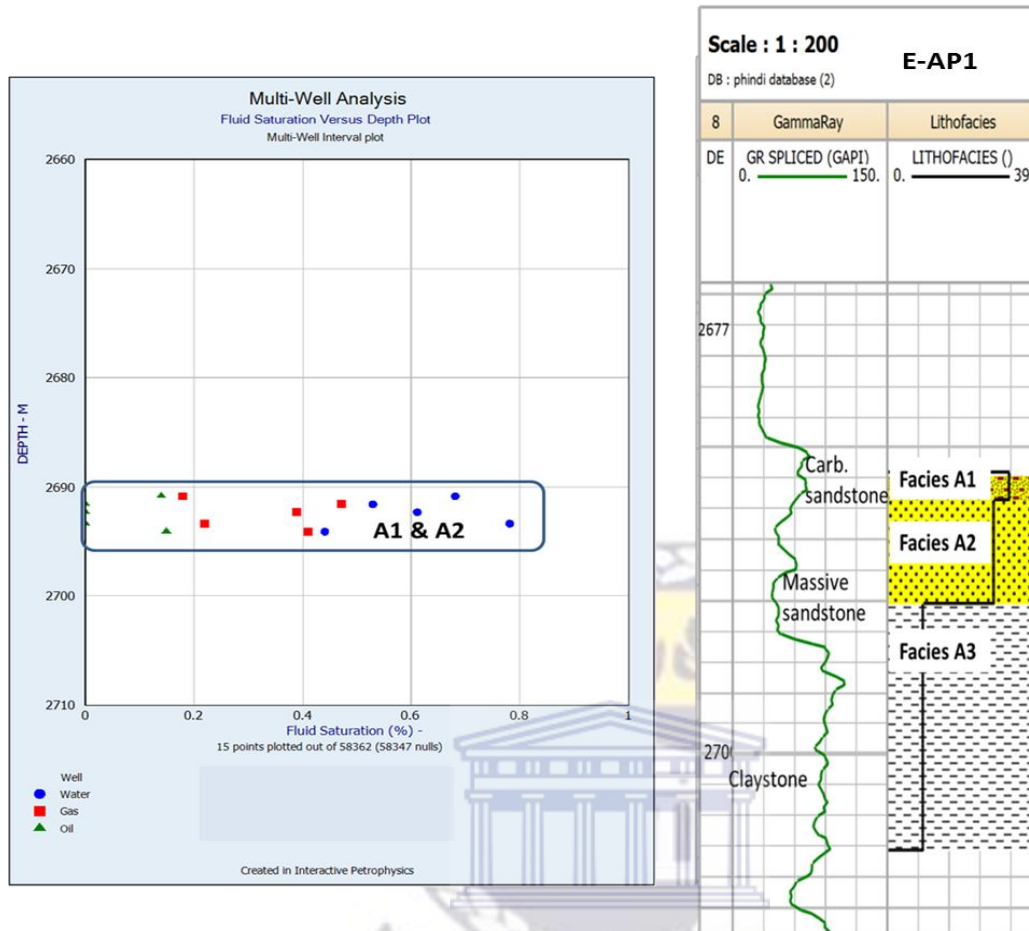 Multi-Well Analysis
Fluid Saturation Versus Depth Plot
Multi-Well Interval plot
2660
2670
2680
2690
2700
2710
DEPTH - M
A1 & A2
0
0.2
0.4
0.6
0.8
1
Fluid Saturation (%) -
15 points plotted out of 58362 (58347 nulls)
Well
Water
Gas
Oil
Created in Interactive Petrophysics
Scale : 1 : 200
E-AP1
DB : phindi database (2)
8
GammaRay
Lithofacies
DE
GR SPLICED (GAPI)
0.
150.
LITHOFACIES ()
0.
39
2677
Carb.
sandstone
Facies A1
Facies A2
Massive
sandstone
Facies A3
270
Claystone